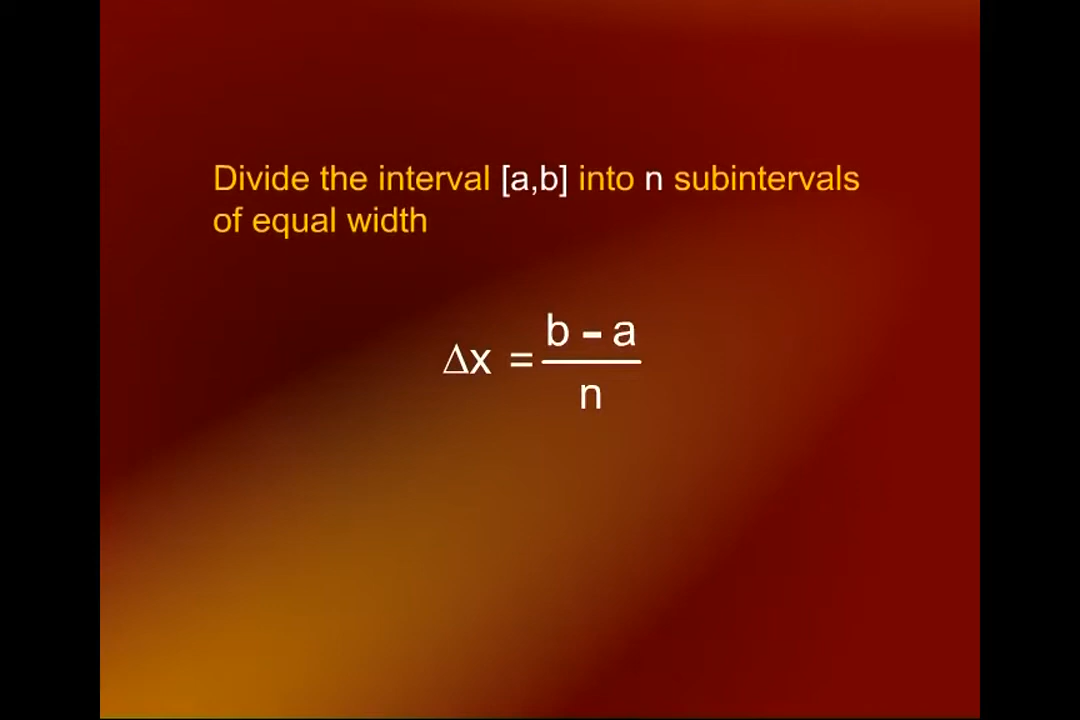 Divide the interval [a,b] into n subintervals
of equal width
Δx = b - a
n